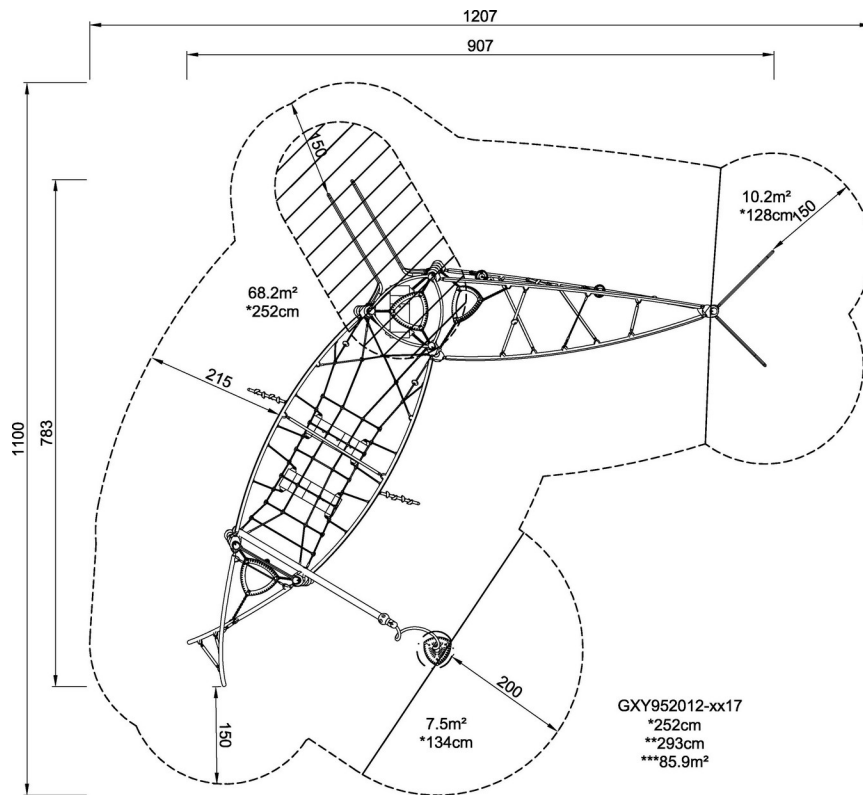 1207
907
150
10.2m²
*128cm
150
68.2m²
*252cm
215
1100
783
200
7.5m²
*134cm
150
GXY952012-xx17
*252cm
**293cm
***85.9m²